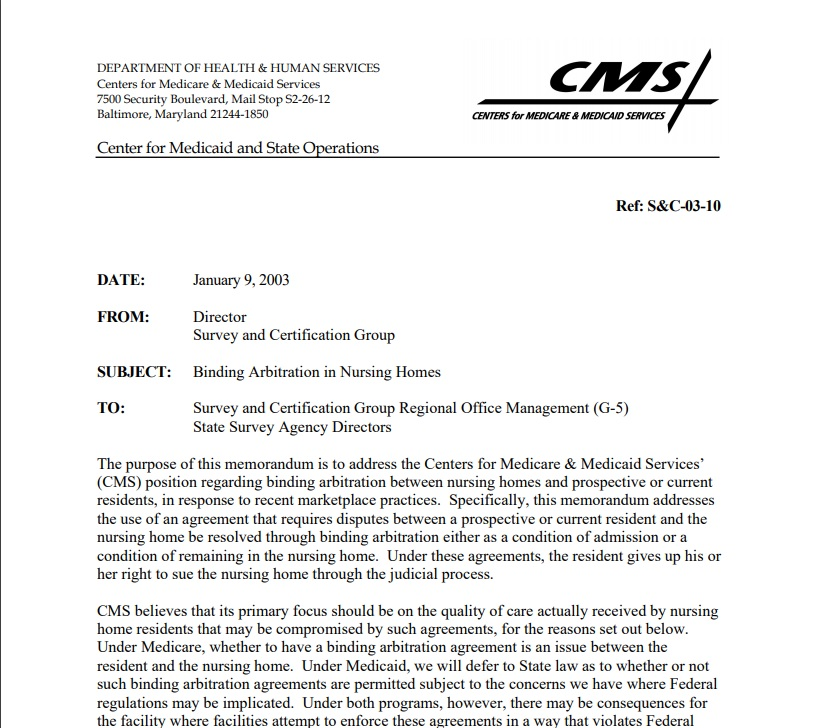 DEPARTMENT OF HEALTH & HUMAN SERVICES
Centers for Medicare & Medicaid Services
7500 Security Boulevard, Mail Stop S2-26-12
Baltimore, Maryland 21244-1850
Center for Medicaid and State Operations
CMS
CENTERS for MEDICARE & MEDICAID SERVICES
Ref: S&C-03-10
DATE: January 9, 2003
FROM: Director
Survey and Certification Group
SUBJECT: Binding Arbitration in Nursing Homes
TO: Survey and Certification Group Regional Office Management (G-5)
State Survey Agency Directors
The purpose of this memorandum is to address the Centers for Medicare & Medicaid Services’
(CMS) position regarding binding arbitration between nursing homes and prospective or current
residents, in response to recent marketplace practices. Specifically, this memorandum addresses
the use of an agreement that requires disputes between a prospective or current resident and the
nursing home be resolved through binding arbitration either as a condition of admission or a
condition of remaining in the nursing home. Under these agreements, the resident gives up his or
her right to sue the nursing home through the judicial process.
CMS believes that its primary focus should be on the quality of care actually received by nursing
home residents that may be compromised by such agreements, for the reasons set out below.
Under Medicare, whether to have a binding arbitration agreement is an issue between the
resident and the nursing home. Under Medicaid, we will defer to State law as to whether or not
such binding arbitration agreements are permitted subject to the concerns we have where Federal
regulations may be implicated. Under both programs, however, there may be consequences for
the facility where facilities attempt to enforce these agreements in a way that violates Federal